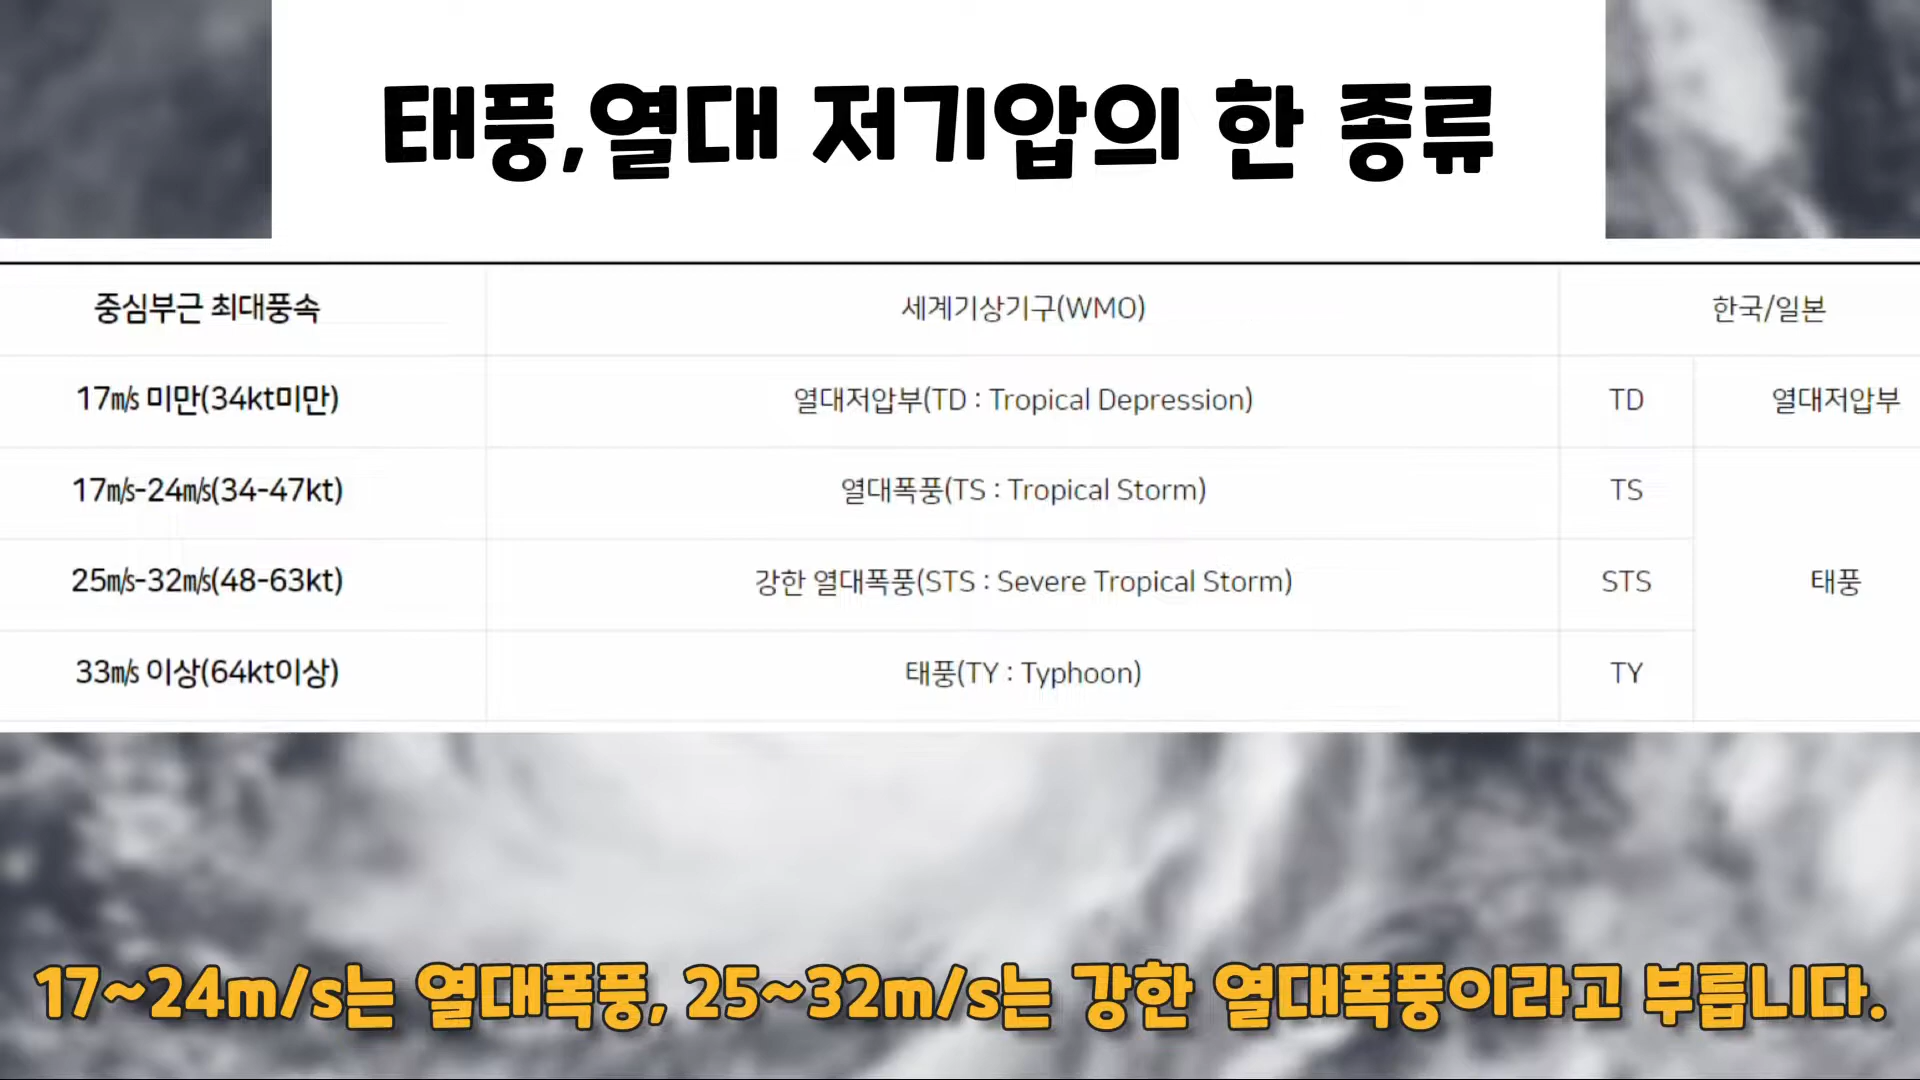 태풍,열대 저기압의 한 종류
중심부근 최대풍속 세계기상기구(WMO) 한국/일본
17㎧ 미만(34kt미만) 열대저압부(TD : Tropical Depression) TD 열대저압부
17㎧-24㎧(34-47kt) 열대폭풍(TS : Tropical Storm) TS
25㎧-32㎧(48-63kt) 강한 열대폭풍(STS : Severe Tropical Storm) STS 태풍
33㎧ 이상(64kt이상) 태풍(TY : Typhoon) TY
17~24m/s는 열대폭풍, 25~32m/s는 강한 열대폭풍이라고 부릅니다.